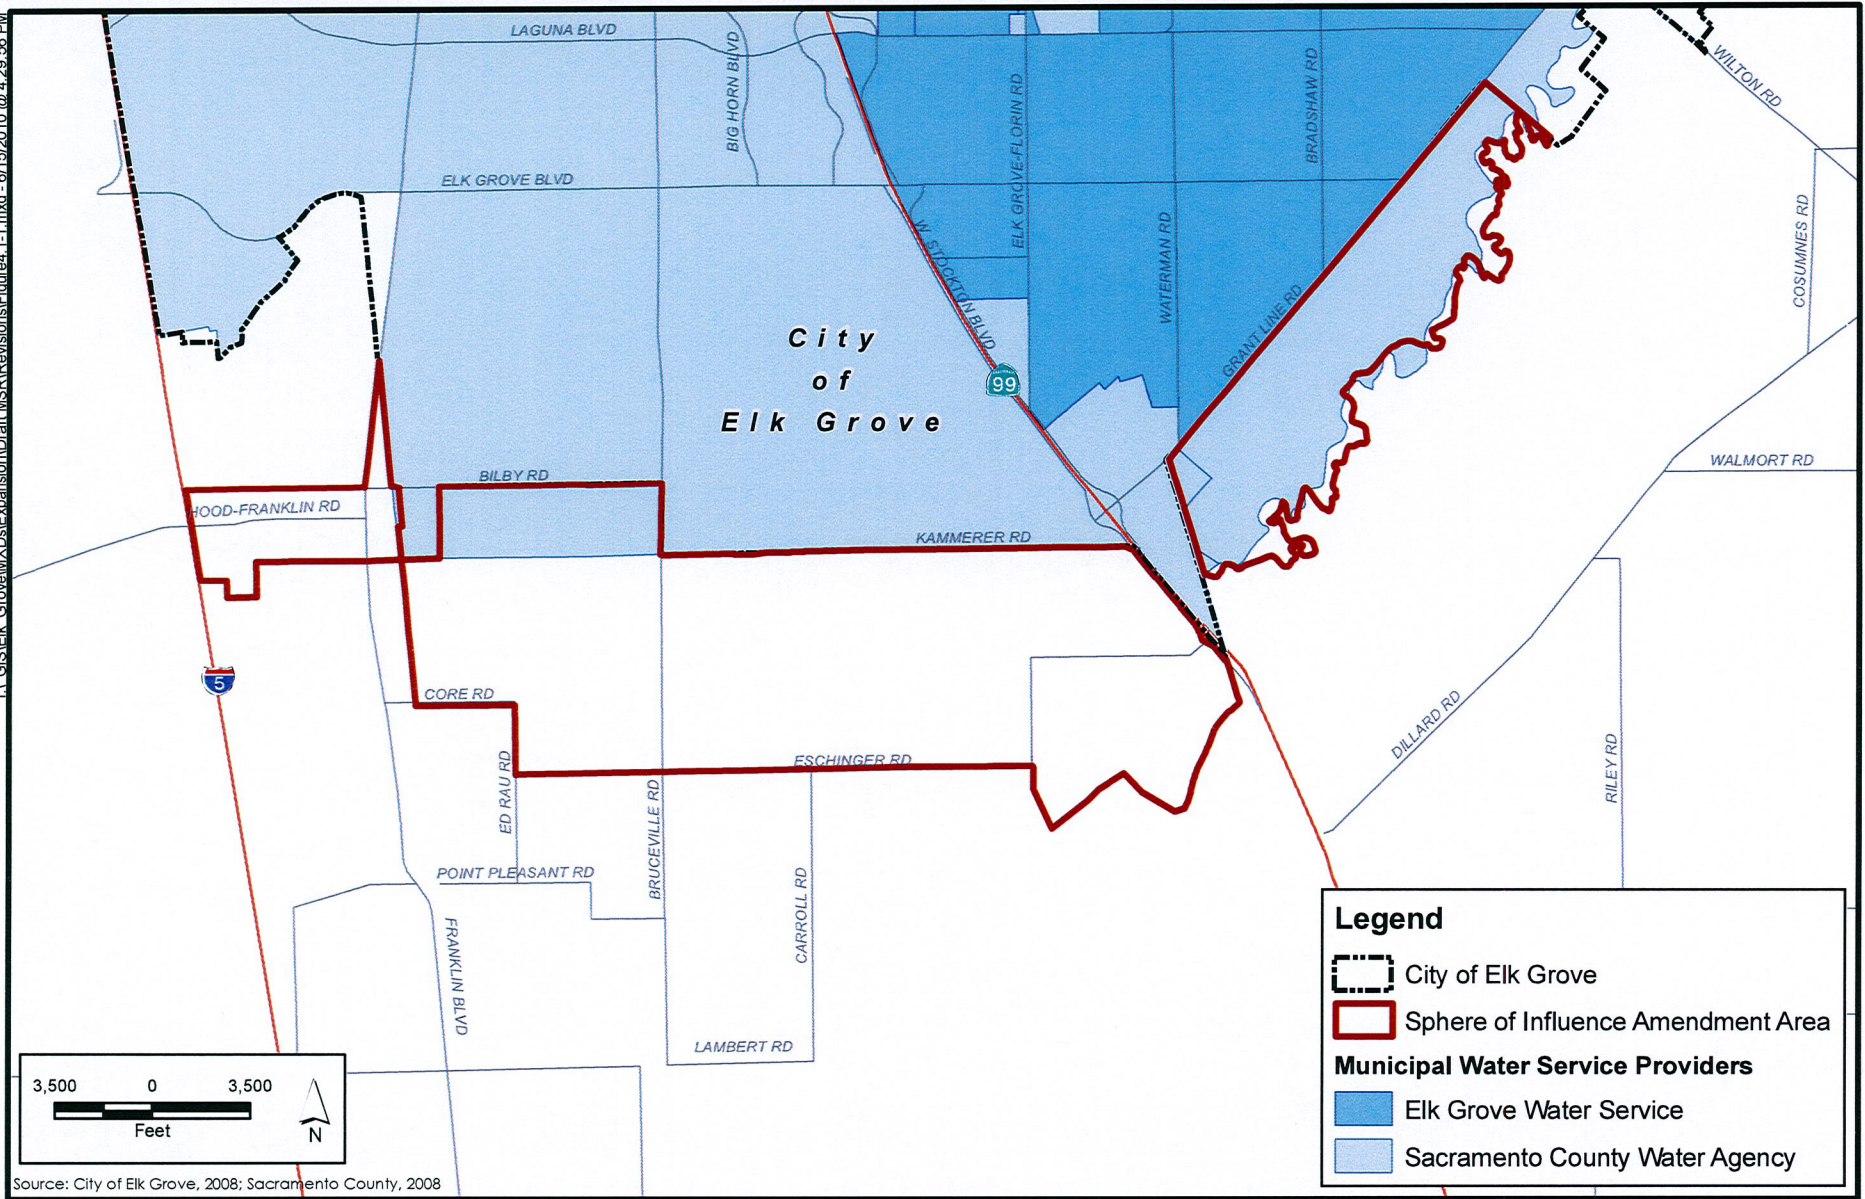 LAGUNA BLVD
BIG HORN BLVD
ELK GROVE-FLORIN RD
BRADSHAW RD
WILTON RD
ELK GROVE BLVD
W STOCKTON BLVD
WATERMAN RD
COSUMNES RD
GRANT LINE RD
City
of
Elk Grove
99
BILBY RD
HOOD-FRANKLIN RD
KAMMERER RD
WALMORT RD
5
CORE RD
DILLARD RD
RILEY RD
ED RAU RD
ESCHINGER RD
BRUCEVILLE RD
POINT PLEASANT RD
CARROLL RD
FRANKLIN BLVD
LAMBERT RD
Legend
City of Elk Grove
Sphere of Influence Amendment Area
Municipal Water Service Providers
Elk Grove Water Service
Sacramento County Water Agency
3,500 0 3,500
Feet
N
Source: City of Elk Grove, 2008; Sacramento County, 2008